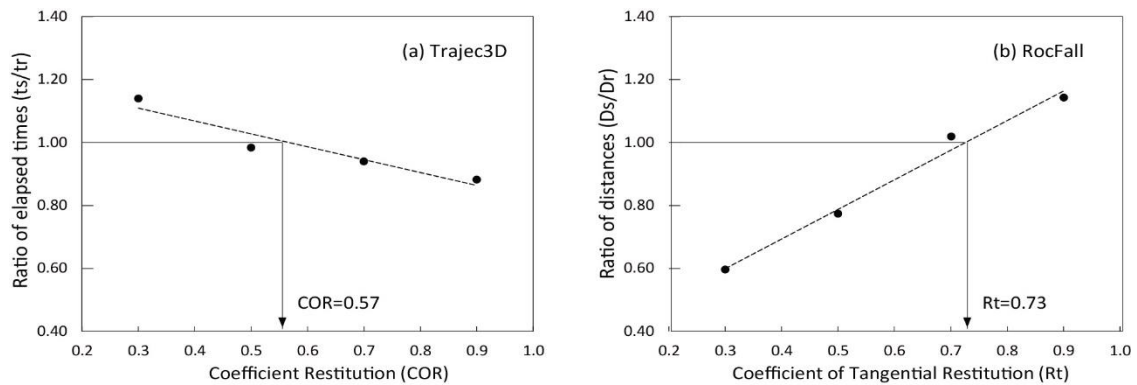 (a) Trajec3D
Ratio of elapsed times (ts/tr)
1.40
1.20
1.00
0.80
0.60
0.40
COR=0.57
0.2 0.3 0.4 0.5 0.6 0.7 0.8 0.9 1.0
Coefficient Restitution (COR)
(b) RocFall
Ratio of distances (Ds/Dr)
1.40
1.20
1.00
0.80
0.60
0.40
Rt=0.73
0.2 0.3 0.4 0.5 0.6 0.7 0.8 0.9 1.0
Coefficient of Tangential Restitution (Rt)